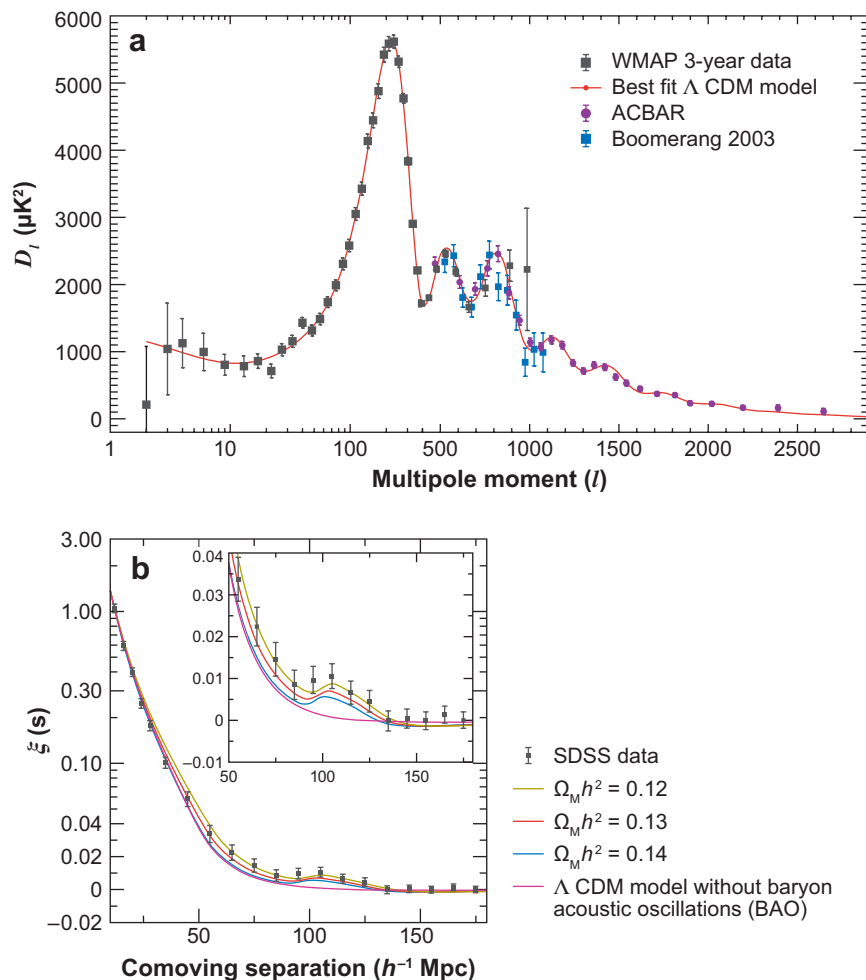 a
6000
5000
4000
3000
2000
1000
0
D_l (μK²)
WMAP 3-year data
Best fit Λ CDM model
ACBAR
Boomerang 2003
1 10 100 500 1000 1500 2000 2500
Multipole moment (l)
b
3.00
1.00
0.30
0.10
0.04
0.02
0
−0.02
ξ (s)
0.04
0.03
0.02
0.01
0
−0.01
50 100 150
50 100 150
Comoving separation (h⁻¹ Mpc)
SDSS data
Ω_M h² = 0.12
Ω_M h² = 0.13
Ω_M h² = 0.14
Λ CDM model without baryon
acoustic oscillations (BAO)